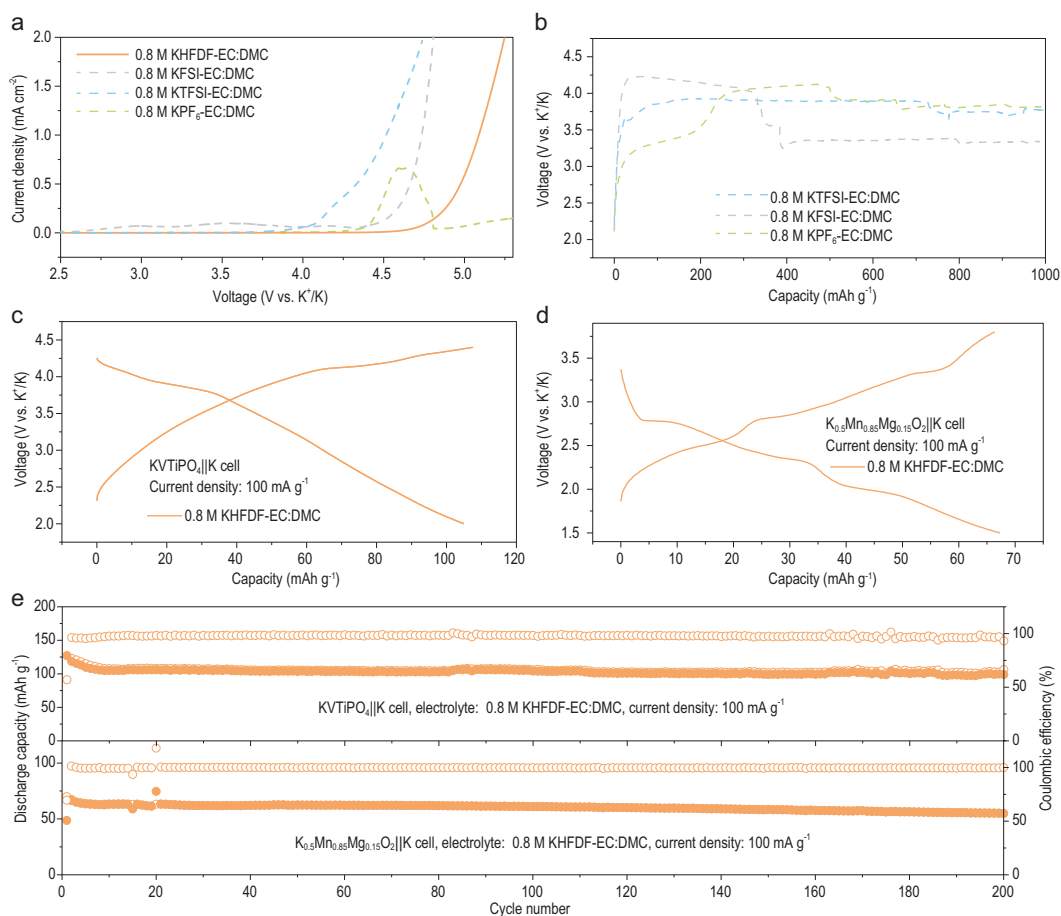 a
2.0
1.5
1.0
0.5
0.0
Current density (mA cm⁻²)
0.8 M KHFDF-EC:DMC
0.8 M KFSI-EC:DMC
0.8 M KTFSI-EC:DMC
0.8 M KPF₆-EC:DMC
2.5 3.0 3.5 4.0 4.5 5.0
Voltage (V vs. K⁺/K)
b
4.5
4.0
3.5
3.0
2.5
2.0
Voltage (V vs. K⁺/K)
0.8 M KTFSI-EC:DMC
0.8 M KFSI-EC:DMC
0.8 M KPF₆-EC:DMC
0 200 400 600 800 1000
Capacity (mAh g⁻¹)
c
4.5
4.0
3.5
3.0
2.5
2.0
Voltage (V vs. K⁺/K)
KVTiPO₄||K cell
Current density: 100 mA g⁻¹
0.8 M KHFDF-EC:DMC
0 20 40 60 80 100 120
Capacity (mAh g⁻¹)
d
3.5
3.0
2.5
2.0
1.5
Voltage (V vs. K⁺/K)
K₀.₅Mn₀.₈₅Mg₀.₁₅O₂||K cell
Current density: 100 mA g⁻¹
0.8 M KHFDF-EC:DMC
0 10 20 30 40 50 60 70
Capacity (mAh g⁻¹)
e
200
150
100
50
0
100
50
0
KVTiPO₄||K cell, electrolyte: 0.8 M KHFDF-EC:DMC, current density: 100 mA g⁻¹
Discharge capacity (mAh g⁻¹)
Coulombic efficiency (%)
100
50
0
100
50
0
K₀.₅Mn₀.₈₅Mg₀.₁₅O₂||K cell, electrolyte: 0.8 M KHFDF-EC:DMC, current density: 100 mA g⁻¹
0 20 40 60 80 100 120 140 160 180 200
Cycle number